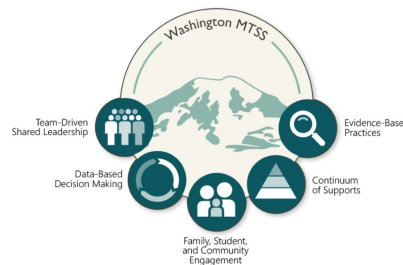 Washington MTSS
Team-Driven
Shared Leadership
Evidence-Base
Practices
Data-Based
Decision Making
Continuum
of Supports
Family, Student,
and Community
Engagement